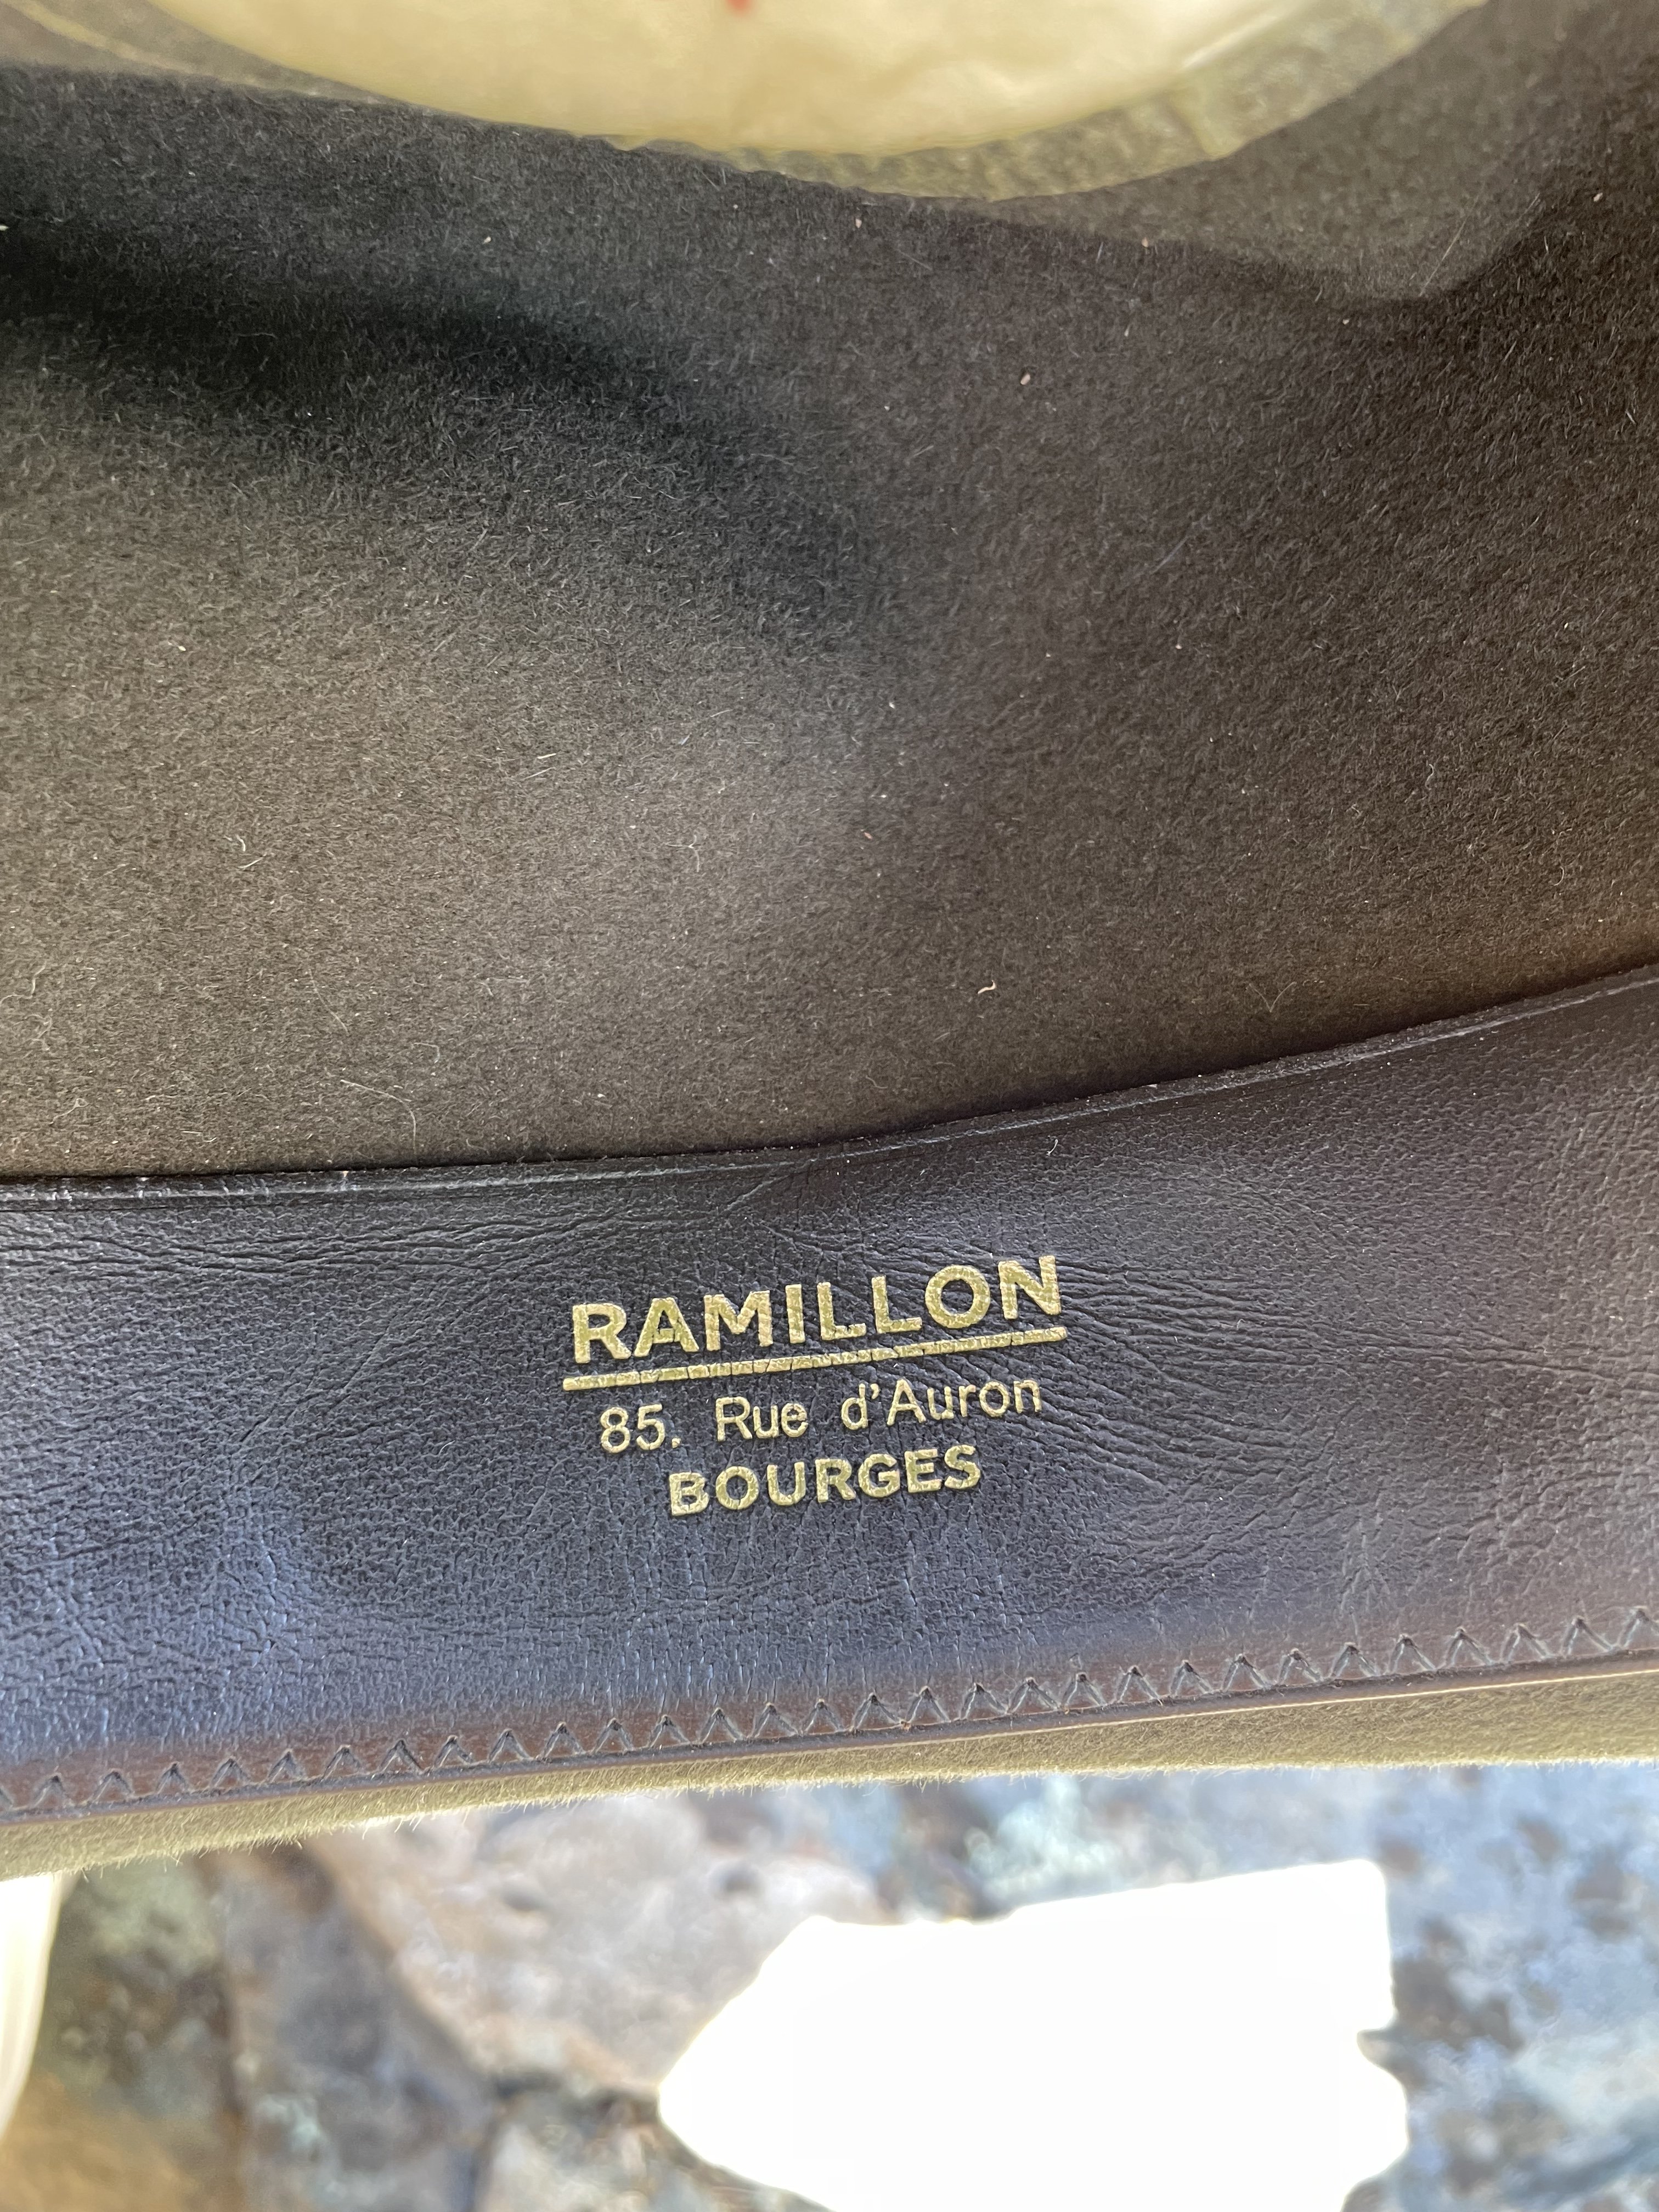 RAMILLON
85. Rue d'Auron
BOURGES